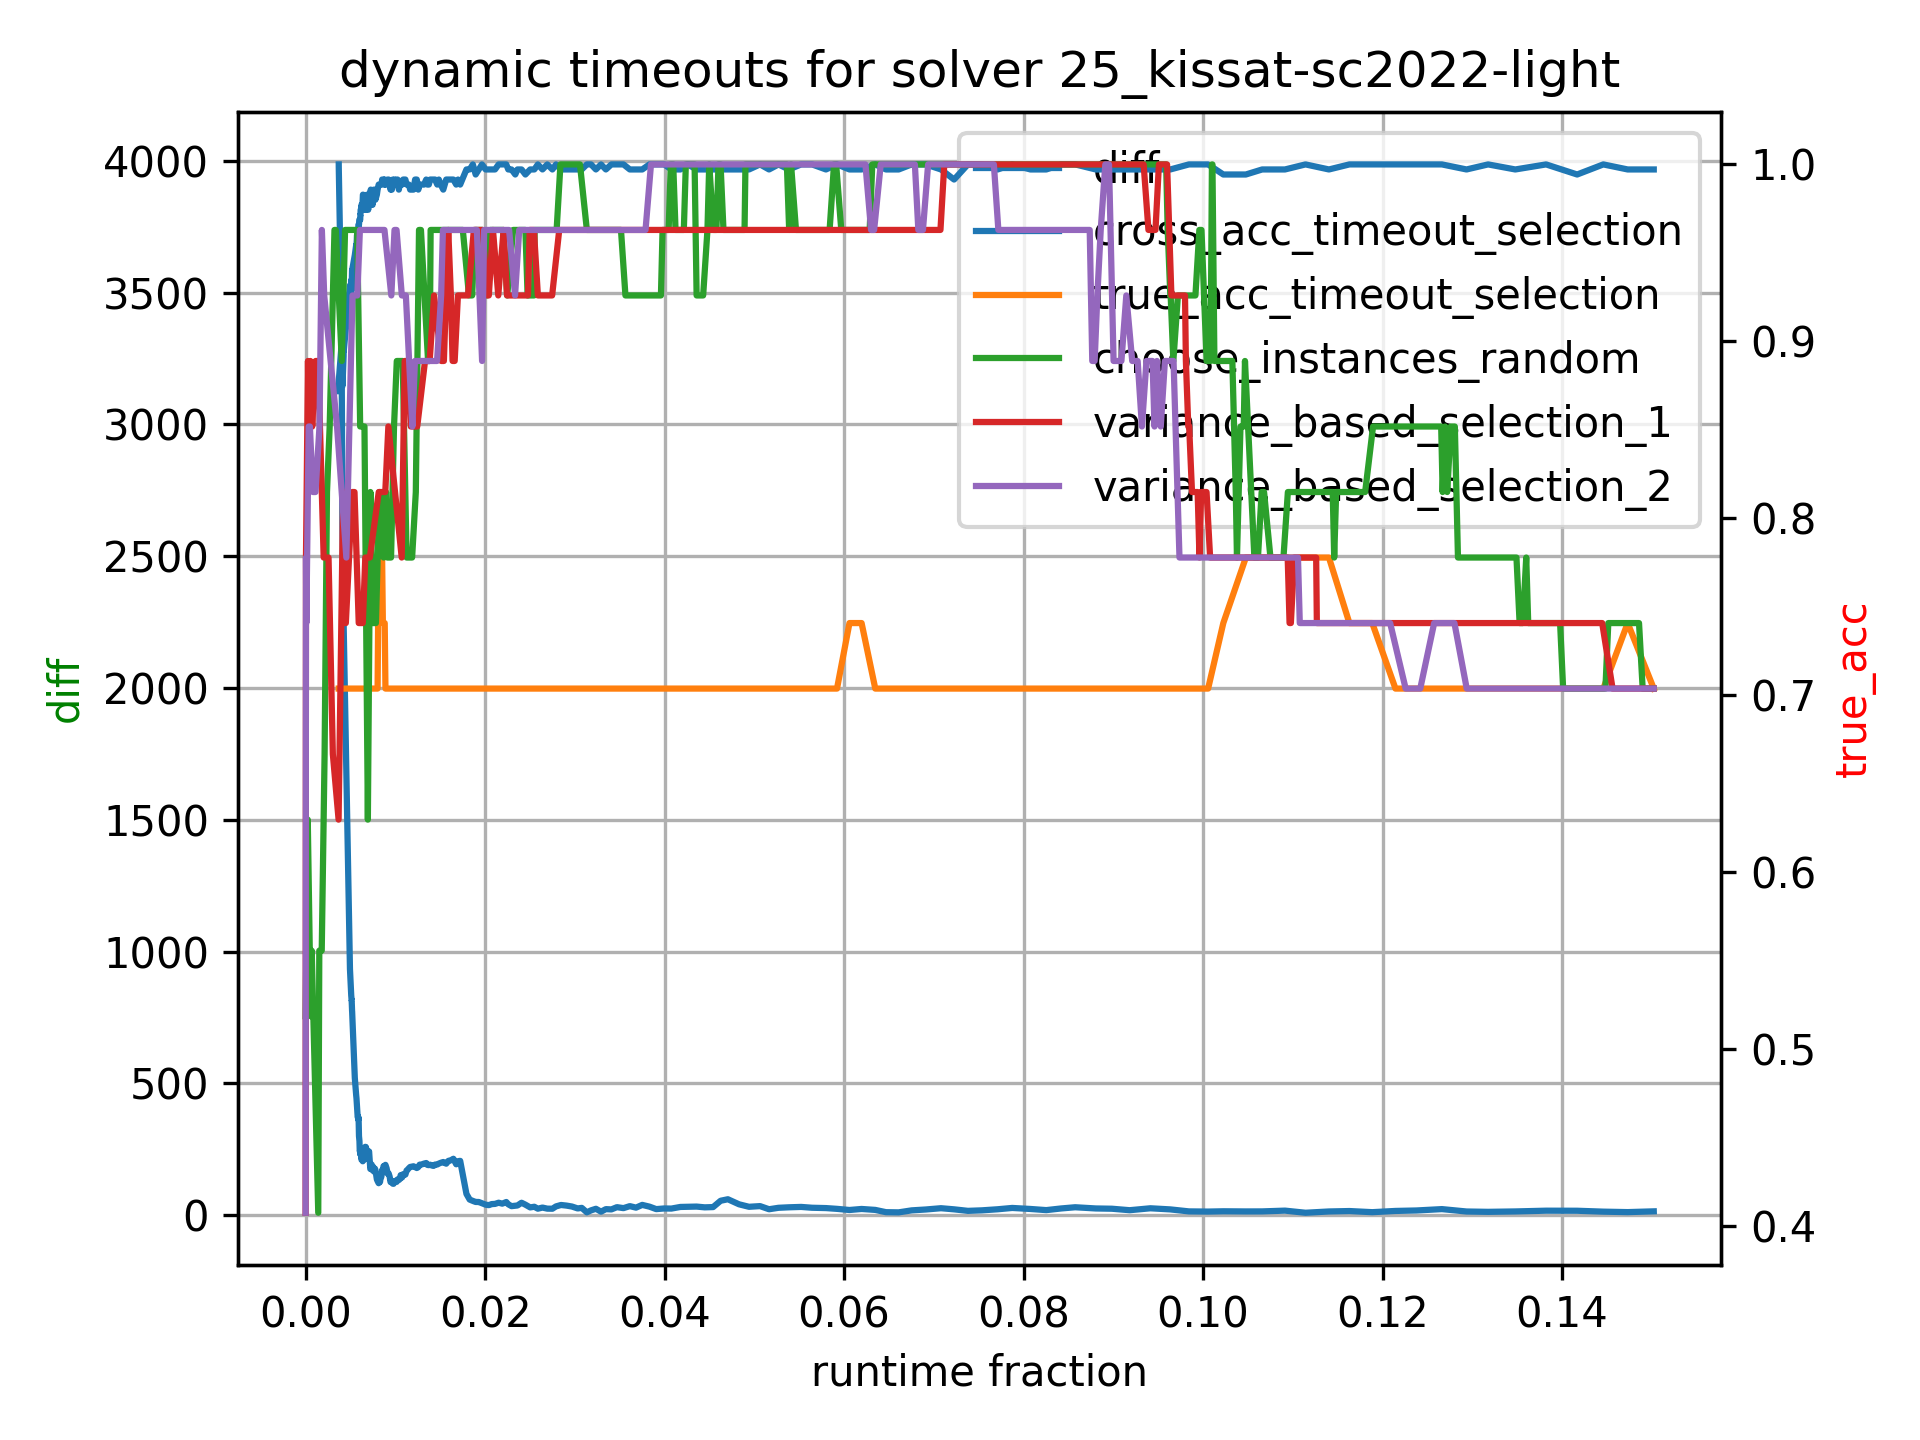 dynamic timeouts for solver 25_kissat-sc2022-light
diff
cross_acc_timeout_selection
true_acc_timeout_selection
choose_instances_random
variance_based_selection_1
variance_based_selection_2
4000
3500
3000
2500
2000
1500
1000
500
0
diff
1.0
0.9
0.8
0.7
0.6
0.5
0.4
true_acc
0.00 0.02 0.04 0.06 0.08 0.10 0.12 0.14
runtime fraction